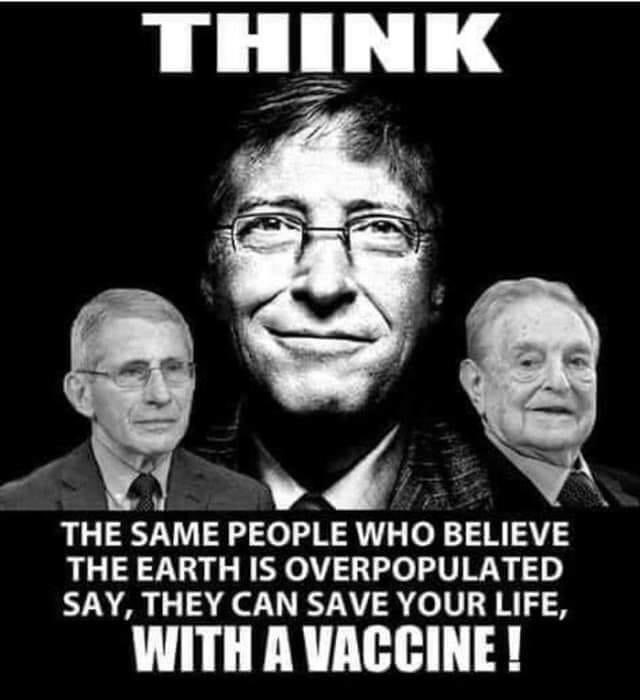 THINK
THE SAME PEOPLE WHO BELIEVE
THE EARTH IS OVERPOPULATED
SAY, THEY CAN SAVE YOUR LIFE,
WITH A VACCINE !